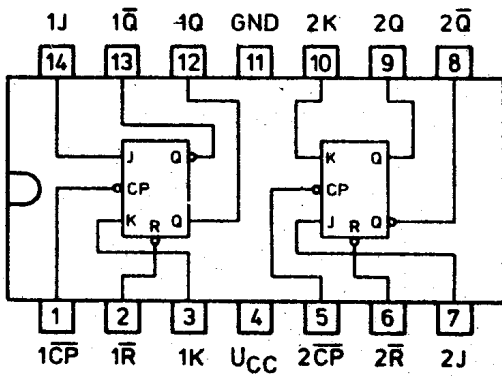 1J 1Q̅ 1Q GND 2K 2Q 2Q̅
14 13 12 11 10 9 8
J Q K Q
CP CP
K R Q J R Q
1 2 3 4 5 6 7
1C̅P̅ 1R̅ 1K UCC 2C̅P̅ 2R̅ 2J